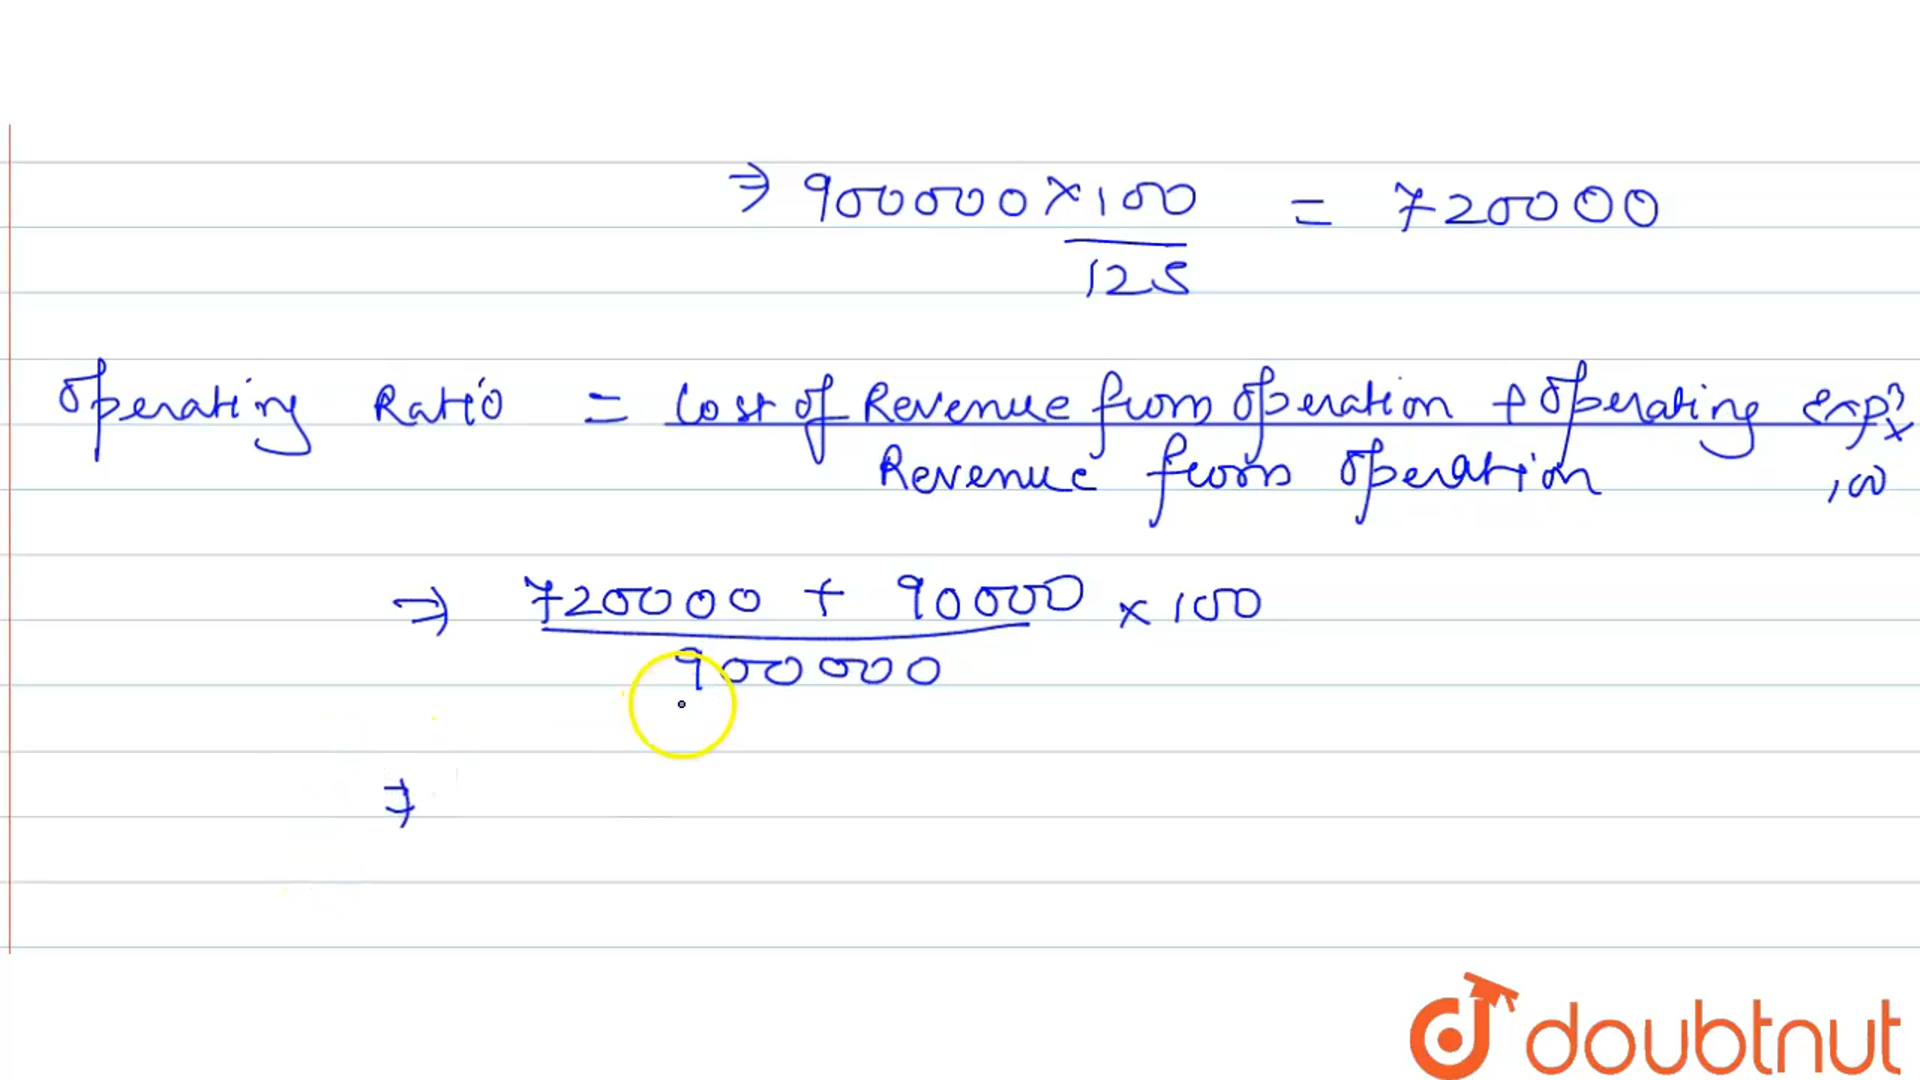 ⇒ 900000 × 100 = 720000
125
Operating Ratio = Cost of Revenue from Operation + Operating exp? ×
Revenue from Operation 100
⇒ 720000 + 90000 × 100
900000
⇒
doubtnut